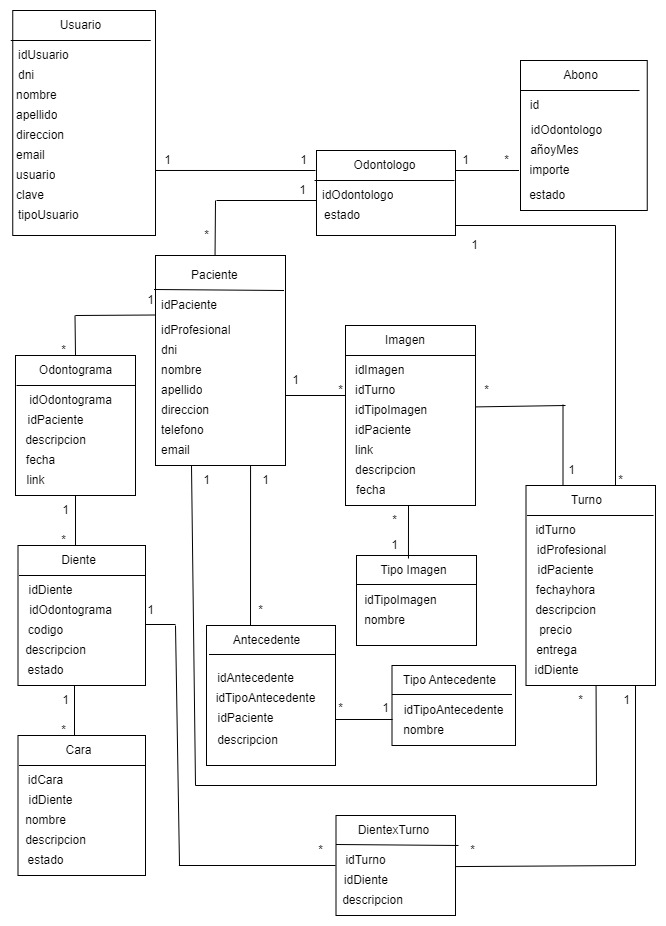 Usuario
idUsuario
dni
nombre
apellido
direccion
email
usuario
clave
tipoUsuario
Abono
id
idOdontologo
añoyMes
importe
estado
1
1
Odontologo
idOdontologo
estado
1
*
1
*
1
*
Paciente
idPaciente
idProfesional
dni
nombre
apellido
direccion
telefono
email
1
*
Odontograma
idOdontograma
idPaciente
descripcion
fecha
link
1
*
Imagen
idImagen
idTurno
idTipoImagen
idPaciente
link
descripcion
fecha
*
1
*
1
Tipo Imagen
idTipoImagen
nombre
Turno
idTurno
idProfesional
idPaciente
fechayhora
descripcion
precio
entrega
idDiente
1
*
Diente
idDiente
idOdontograma
codigo
descripcion
estado
1
1
*
Cara
idCara
idDiente
nombre
descripcion
estado
1
1
*
Antecedente
idAntecedente
idTipoAntecedente
idPaciente
descripcion
*
1
Tipo Antecedente
idTipoAntecedente
nombre
*
1
*
DientexTurno
idTurno
idDiente
descripcion
*